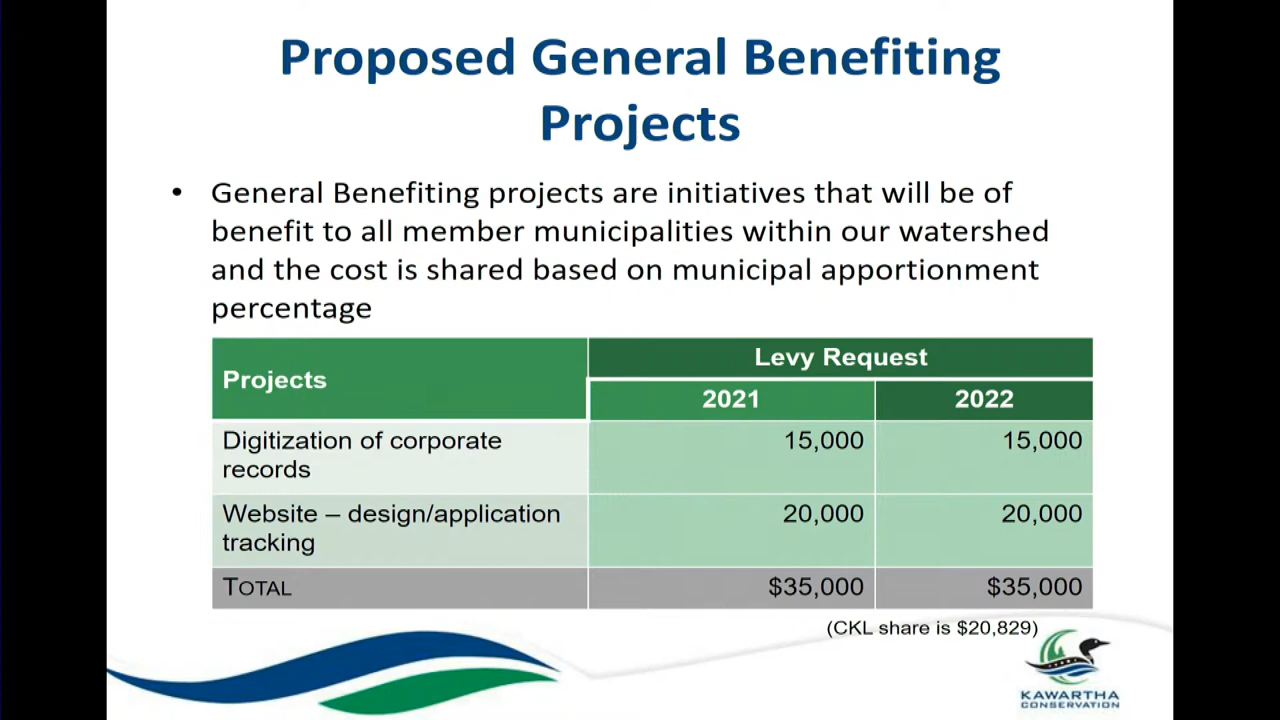 Proposed General Benefiting
Projects
• General Benefiting projects are initiatives that will be of
benefit to all member municipalities within our watershed
and the cost is shared based on municipal apportionment
percentage
Projects
Levy Request
2021 2022
Digitization of corporate
records
15,000 15,000
Website – design/application
tracking
20,000 20,000
TOTAL $35,000 $35,000
(CKL share is $20,829)
KAWARTHA
CONSERVATION